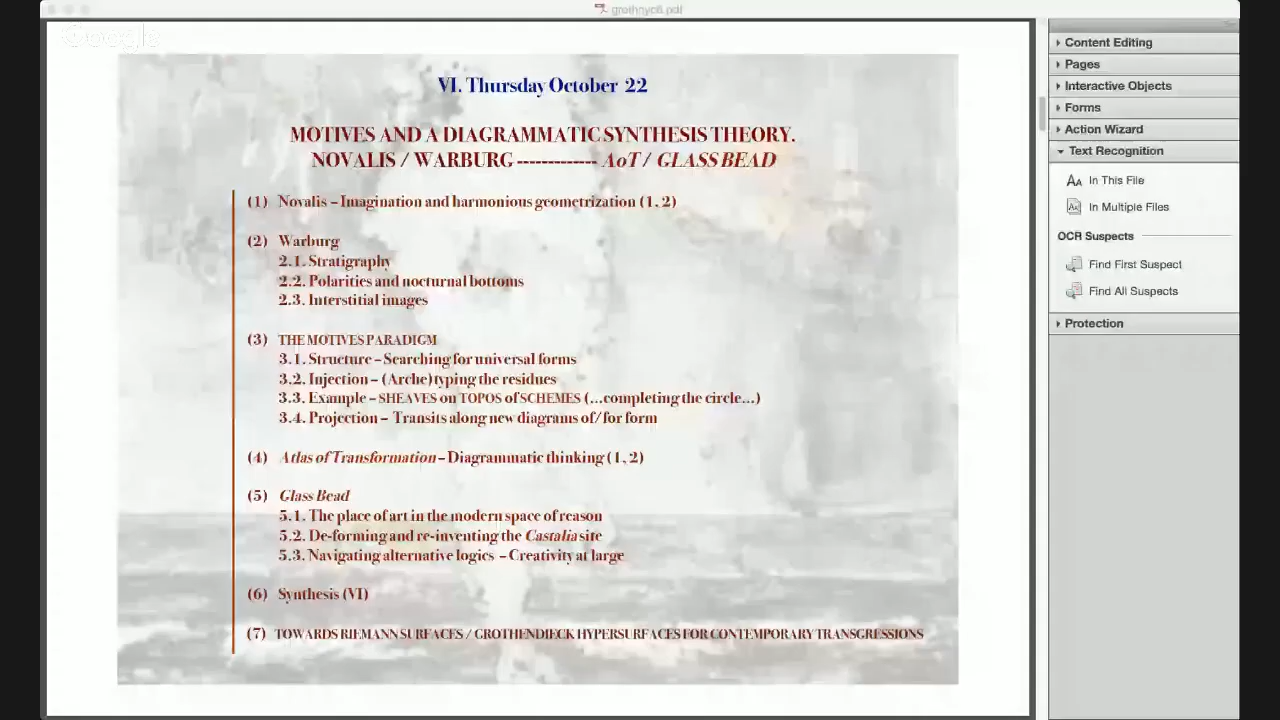 grothnyc6.pdf
Google
VI. Thursday October 22
MOTIVES AND A DIAGRAMMATIC SYNTHESIS THEORY.
NOVALIS / WARBURG ------------- AoT / GLASS BEAD
(1) Novalis – Imagination and harmonious geometrization (1, 2)
(2) Warburg
2.1. Stratigraphy
2.2. Polarities and nocturnal bottoms
2.3. Interstitial images
(3) THE MOTIVES PARADIGM
3.1. Structure – Searching for universal forms
3.2. Injection – (Arche)typing the residues
3.3. Example – SHEAVES on TOPOS of SCHEMES (...completing the circle...)
3.4. Projection – Transits along new diagrams of/for form
(4) Atlas of Transformation – Diagrammatic thinking (1, 2)
(5) Glass Bead
5.1. The place of art in the modern space of reason
5.2. De-forming and re-inventing the Castalia site
5.3. Navigating alternative logics – Creativity at large
(6) Synthesis (VI)
(7) TOWARDS RIEMANN SURFACES / GROTHENDIECK HYPERSURFACES FOR CONTEMPORARY TRANSGRESSIONS
Content Editing
Pages
Interactive Objects
Forms
Action Wizard
Text Recognition
In This File
In Multiple Files
OCR Suspects
Find First Suspect
Find All Suspects
Protection